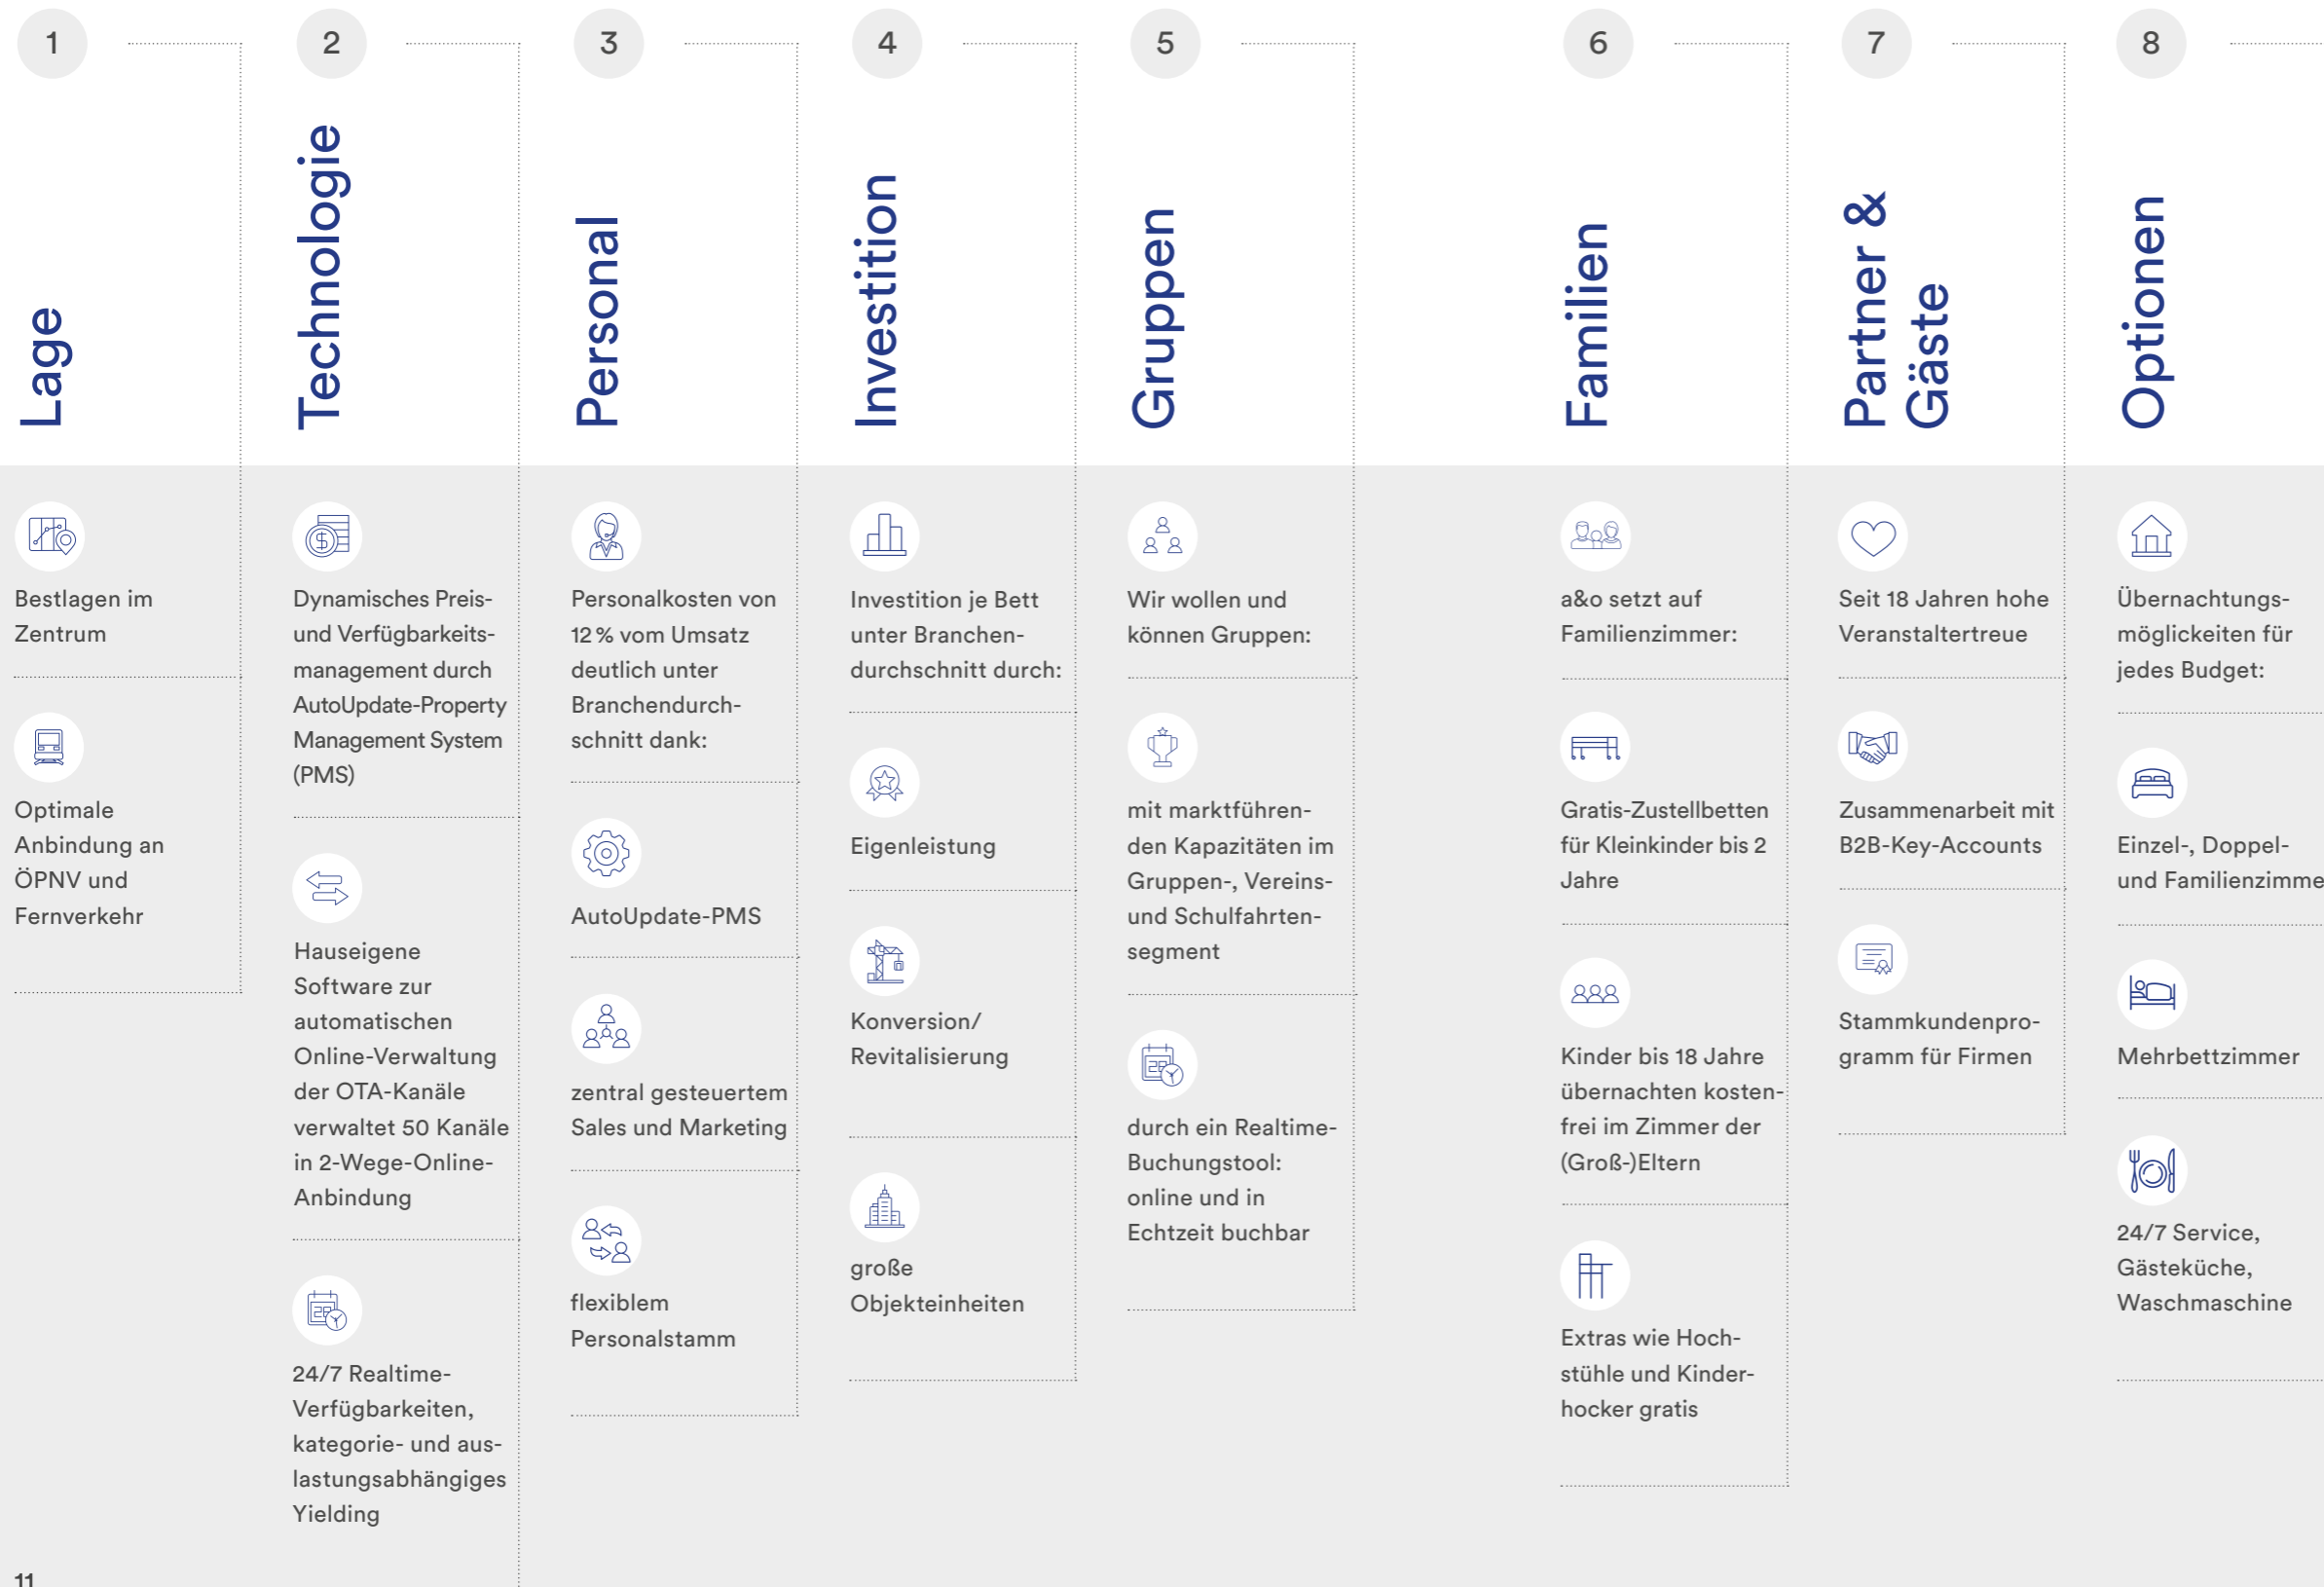 1
Lage
Bestlagen im
Zentrum
Optimale
Anbindung an
ÖPNV und
Fernverkehr
2
Technologie
Dynamisches Preis-
und Verfügbarkeits-
management durch
AutoUpdate-Property
Management System
(PMS)
Hauseigene
Software zur
automatischen
Online-Verwaltung
der OTA-Kanäle
verwaltet 50 Kanäle
in 2-Wege-Online-
Anbindung
24/7 Realtime-
Verfügbarkeiten,
kategorie- und aus-
lastungsabhängiges
Yielding
3
Personal
Personalkosten von
12 % vom Umsatz
deutlich unter
Branchendurch-
schnitt dank:
AutoUpdate-PMS
zentral gesteuertem
Sales und Marketing
flexiblem
Personalstamm
4
Investition
Investition je Bett
unter Branchen-
durchschnitt durch:
Eigenleistung
Konversion/
Revitalisierung
große
Objekteinheiten
5
Gruppen
Wir wollen und
können Gruppen:
mit marktführen-
den Kapazitäten im
Gruppen-, Vereins-
und Schulfahrten-
segment
durch ein Realtime-
Buchungstool:
online und in
Echtzeit buchbar
6
Familien
a&o setzt auf
Familienzimmer:
Gratis-Zustellbetten
für Kleinkinder bis 2
Jahre
Kinder bis 18 Jahre
übernachten kosten-
frei im Zimmer der
(Groß-)Eltern
Extras wie Hoch-
stühle und Kinder-
hocker gratis
7
Partner &
Gäste
Seit 18 Jahren hohe
Veranstaltertreue
Zusammenarbeit mit
B2B-Key-Accounts
Stammkundenpro-
gramm für Firmen
8
Optionen
Übernachtungs-
möglickeiten für
jedes Budget:
Einzel-, Doppel-
und Familienzimme
Mehrbettzimmer
24/7 Service,
Gästeküche,
Waschmaschine
11